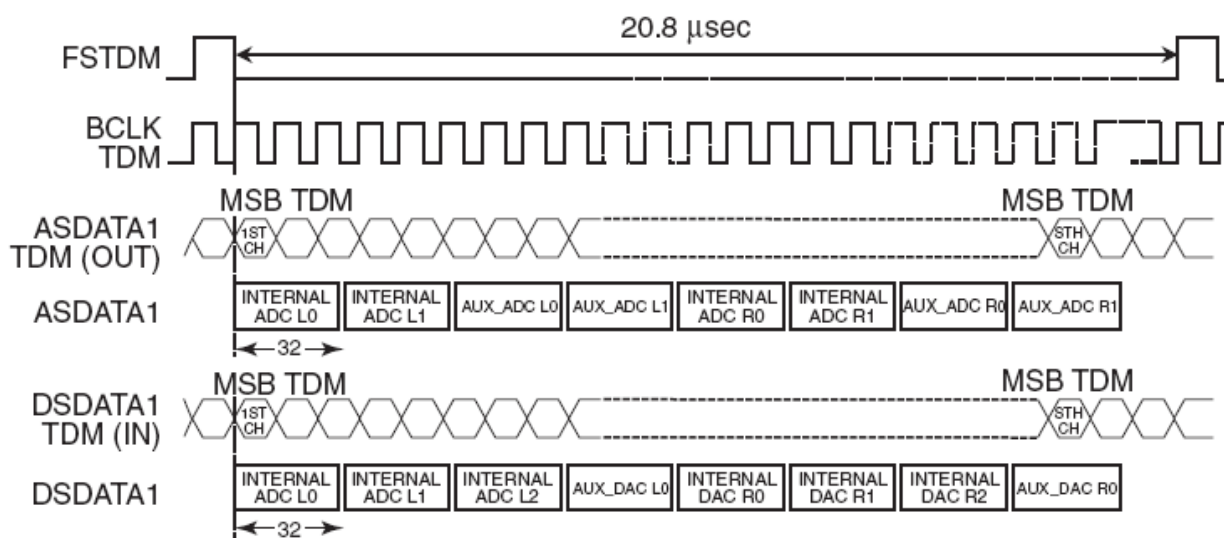 20.8 μsec
FSTDM
BCLK
TDM
MSB TDM
MSB TDM
ASDATA1
TDM (OUT)
1ST
CH
STH
CH
ASDATA1
INTERNAL
ADC L0
INTERNAL
ADC L1
AUX_ADC L0
AUX_ADC L1
INTERNAL
ADC R0
INTERNAL
ADC R1
AUX_ADC R0
AUX_ADC R1
32
MSB TDM
MSB TDM
DSDATA1
TDM (IN)
1ST
CH
STH
CH
DSDATA1
INTERNAL
ADC L0
INTERNAL
ADC L1
INTERNAL
ADC L2
AUX_DAC L0
INTERNAL
DAC R0
INTERNAL
DAC R1
INTERNAL
DAC R2
AUX_DAC R0
32